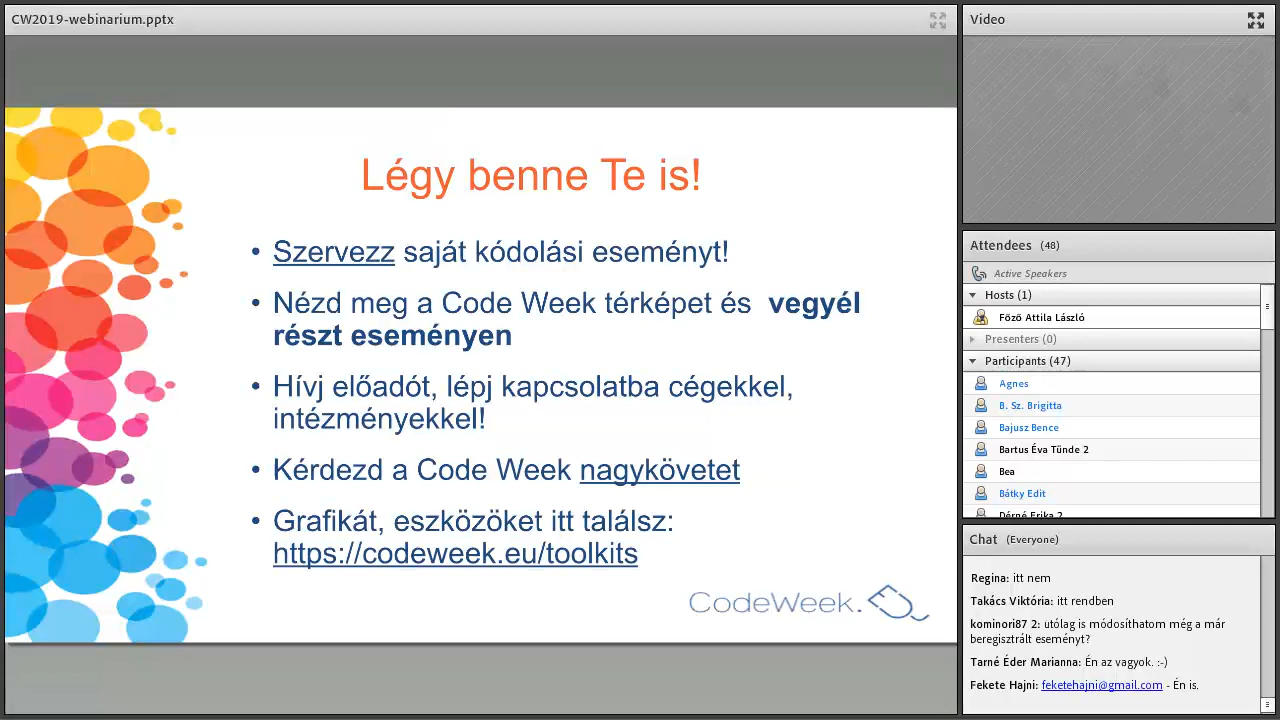 CW2019-webinarium.pptx
Légy benne Te is!
• Szervezz saját kódolási eseményt!
• Nézd meg a Code Week térképet és vegyél
részt eseményen
• Hívj előadót, lépj kapcsolatba cégekkel,
intézményekkel!
• Kérdezd a Code Week nagykövetet
• Grafikát, eszközöket itt találsz:
https://codeweek.eu/toolkits
CodeWeek.
Video
Attendees (48)
Active Speakers
Hosts (1)
Főző Attila László
Presenters (0)
Participants (47)
Agnes
B. Sz. Brigitta
Bajusz Bence
Bartus Éva Tünde 2
Bea
Bátky Edit
Dérné Erika 2
Chat (Everyone)
Regina: itt nem
Takács Viktória: itt rendben
kominori87 2: utólag is módosíthatom még a már
beregisztrált eseményt?
Tarné Éder Marianna: Én az vagyok. :-)
Fekete Hajni: feketehajni@gmail.com - Én is.